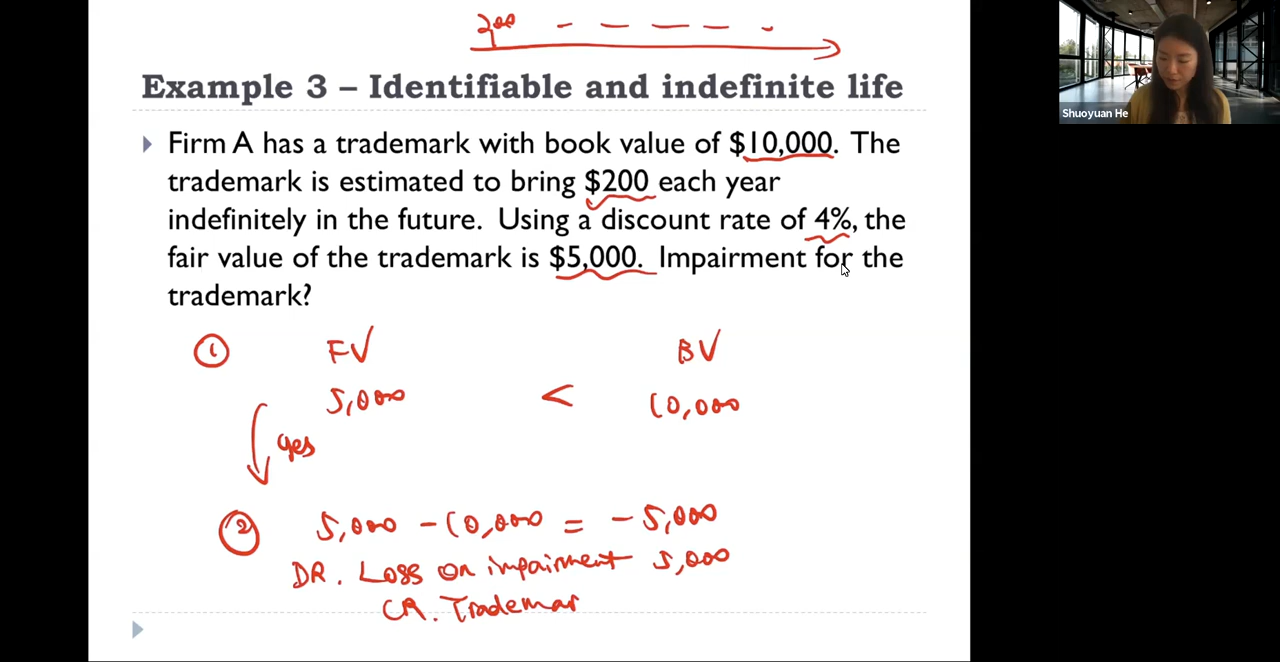 200 - - - - -
Example 3 – Identifiable and indefinite life
Firm A has a trademark with book value of $10,000. The
trademark is estimated to bring $200 each year
indefinitely in the future. Using a discount rate of 4%, the
fair value of the trademark is $5,000. Impairment for the
trademark?
① FV BV
5,000 < 10,000
yes
② 5,000 - 10,000 = - 5,000
DR. Loss on impairment 5,000
CR. Trademar
Shuoyuan He